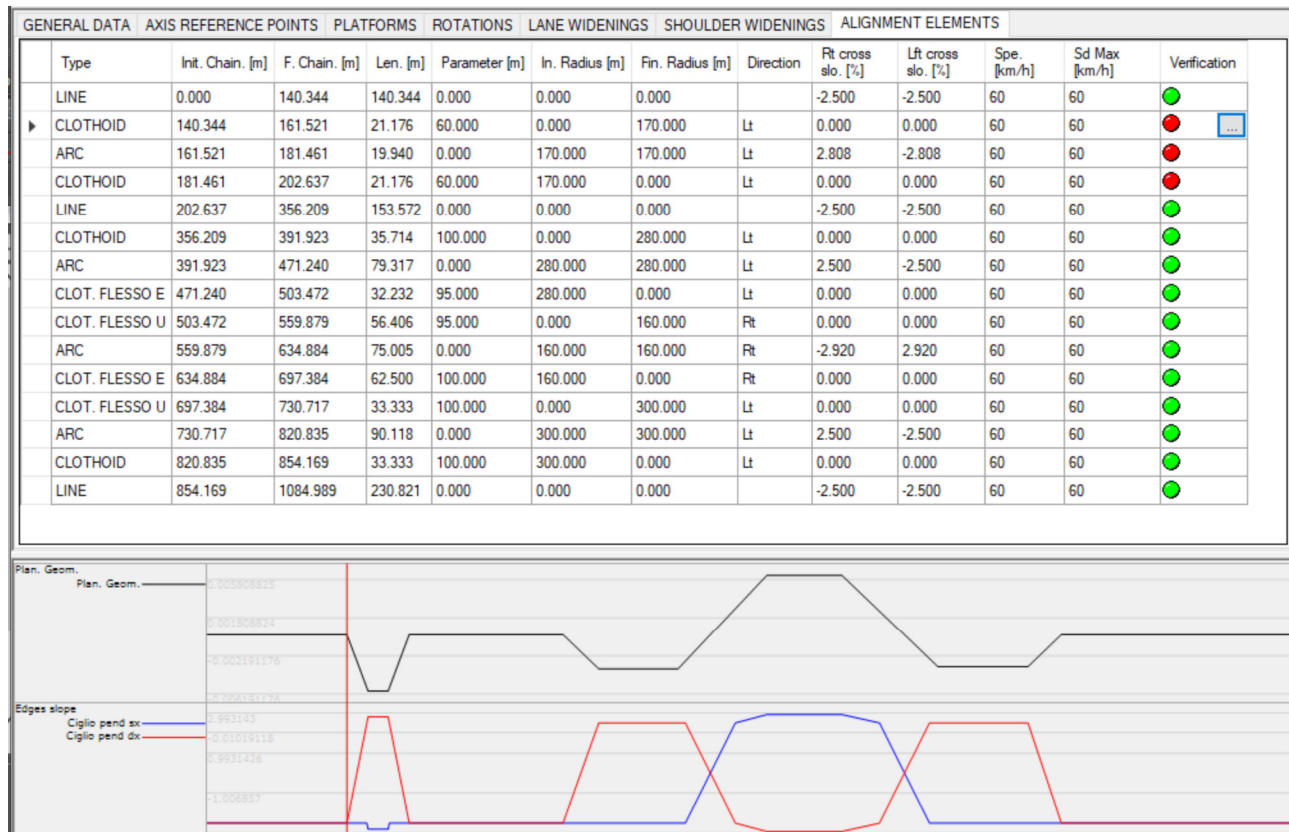 GENERAL DATA AXIS REFERENCE POINTS PLATFORMS ROTATIONS LANE WIDENINGS SHOULDER WIDENINGS ALIGNMENT ELEMENTS
Type Init. Chain. [m] F. Chain. [m] Len. [m] Parameter [m] In. Radius [m] Fin. Radius [m] Direction Rt cross slo. [%] Lft cross slo. [%] Spe. [km/h] Sd Max [km/h] Verification
LINE 0.000 140.344 140.344 0.000 0.000 0.000 -2.500 -2.500 60 60
CLOTHOID 140.344 161.521 21.176 60.000 0.000 170.000 Lt 0.000 0.000 60 60 ...
ARC 161.521 181.461 19.940 0.000 170.000 170.000 Lt 2.808 -2.808 60 60
CLOTHOID 181.461 202.637 21.176 60.000 170.000 0.000 Lt 0.000 0.000 60 60
LINE 202.637 356.209 153.572 0.000 0.000 0.000 -2.500 -2.500 60 60
CLOTHOID 356.209 391.923 35.714 100.000 0.000 280.000 Lt 0.000 0.000 60 60
ARC 391.923 471.240 79.317 0.000 280.000 280.000 Lt 2.500 -2.500 60 60
CLOT. FLESSO E 471.240 503.472 32.232 95.000 280.000 0.000 Lt 0.000 0.000 60 60
CLOT. FLESSO U 503.472 559.879 56.406 95.000 0.000 160.000 Rt 0.000 0.000 60 60
ARC 559.879 634.884 75.005 0.000 160.000 160.000 Rt -2.920 2.920 60 60
CLOT. FLESSO E 634.884 697.384 62.500 100.000 160.000 0.000 Rt 0.000 0.000 60 60
CLOT. FLESSO U 697.384 730.717 33.333 100.000 0.000 300.000 Lt 0.000 0.000 60 60
ARC 730.717 820.835 90.118 0.000 300.000 300.000 Lt 2.500 -2.500 60 60
CLOTHOID 820.835 854.169 33.333 100.000 300.000 0.000 Lt 0.000 0.000 60 60
LINE 854.169 1084.989 230.821 0.000 0.000 0.000 -2.500 -2.500 60 60
Plan. Geom.
Plan. Geom. 0.005808825
0.001808824
-0.002191176
-0.006191176
Edges slope
Ciglio pend sx 2.993143
Ciglio pend dx -0.01019118
0.9931426
-1.006857